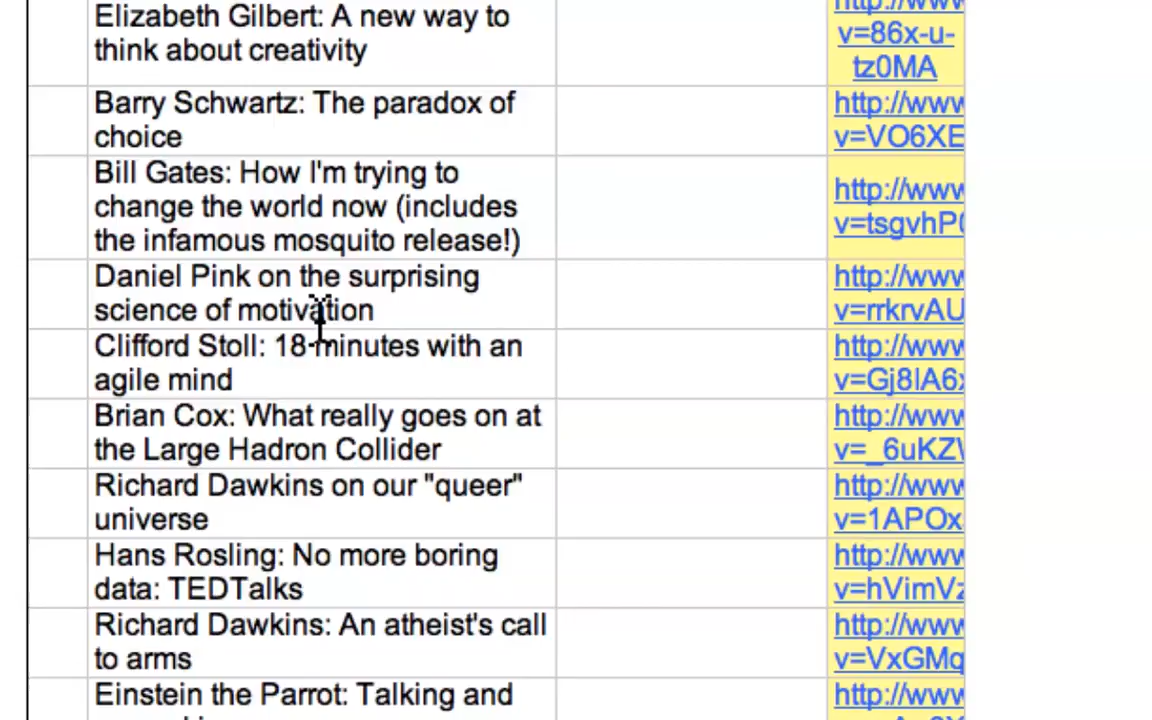 Elizabeth Gilbert: A new way to
think about creativity
v=86x-u-
tz0MA
Barry Schwartz: The paradox of
choice
http://www
v=VO6XE
Bill Gates: How I'm trying to
change the world now (includes
the infamous mosquito release!)
http://www
v=tsgvhP
Daniel Pink on the surprising
science of motivation
http://www
v=rrkrvAU
Clifford Stoll: 18 minutes with an
agile mind
http://www
v=Gj8IA6x
Brian Cox: What really goes on at
the Large Hadron Collider
http://www
v=_6uKZ
Richard Dawkins on our "queer"
universe
http://www
v=1APOx
Hans Rosling: No more boring
data: TEDTalks
http://www
v=hVimVz
Richard Dawkins: An atheist's call
to arms
http://www
v=VxGMq
Einstein the Parrot: Talking and
http://www